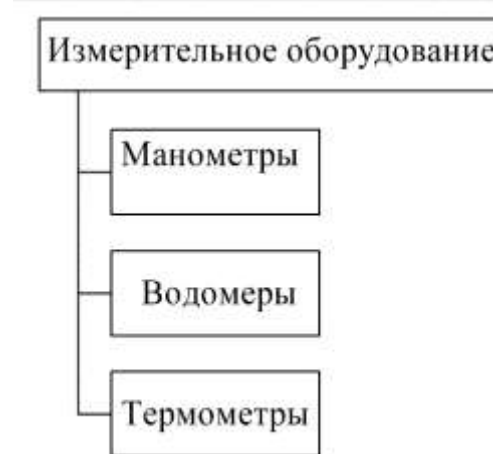 Измерительное оборудование
Манометры
Водомеры
Термометры